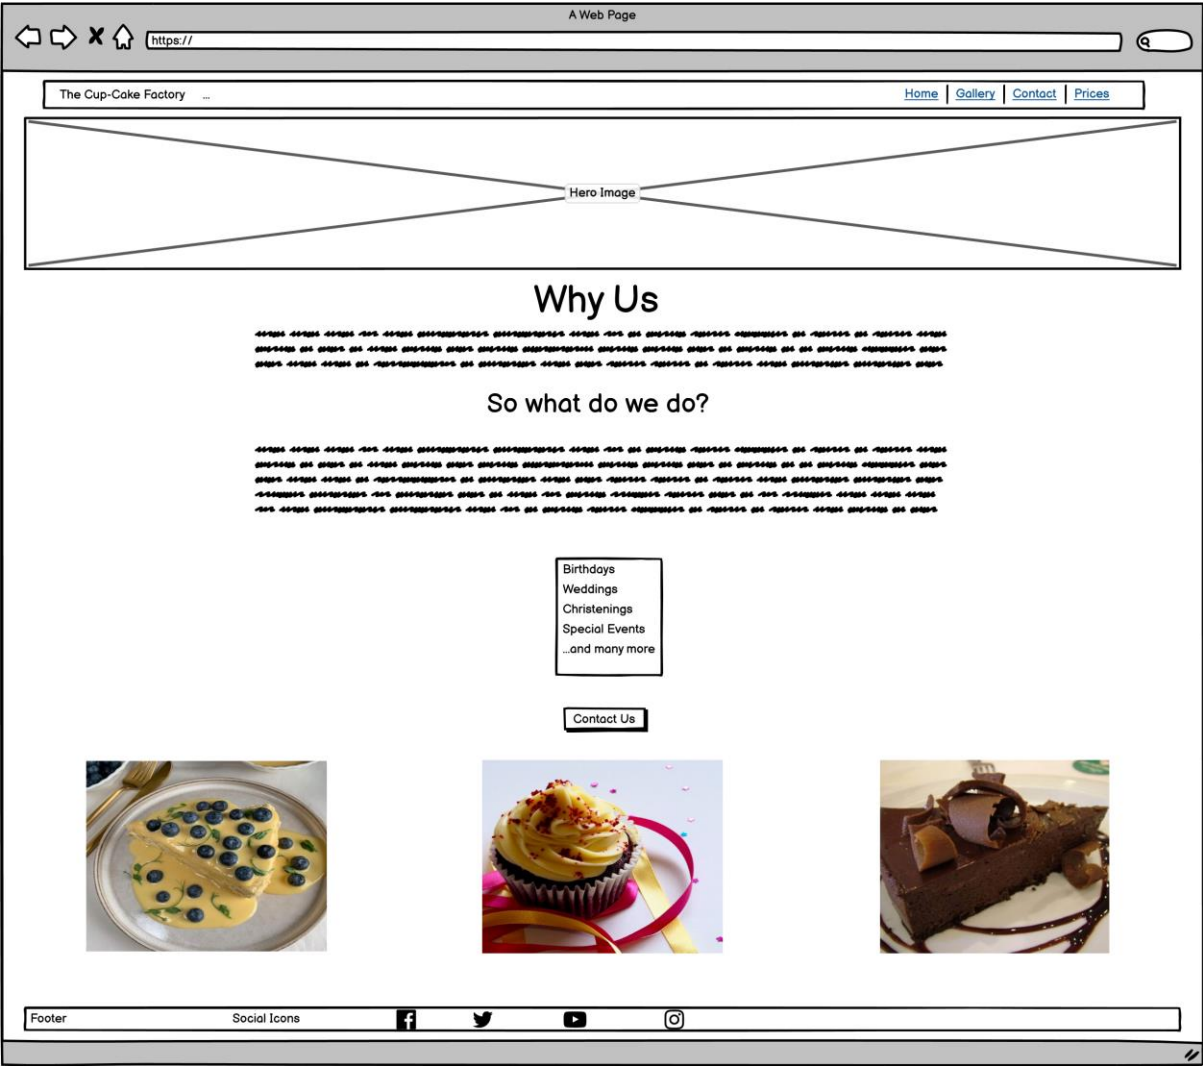 A Web Page
https://
The Cup-Cake Factory ... Home Gallery Contact Prices
Hero Image
Why Us
So what do we do?
Birthdays
Weddings
Christenings
Special Events
...and many more
Contact Us
Footer Social Icons